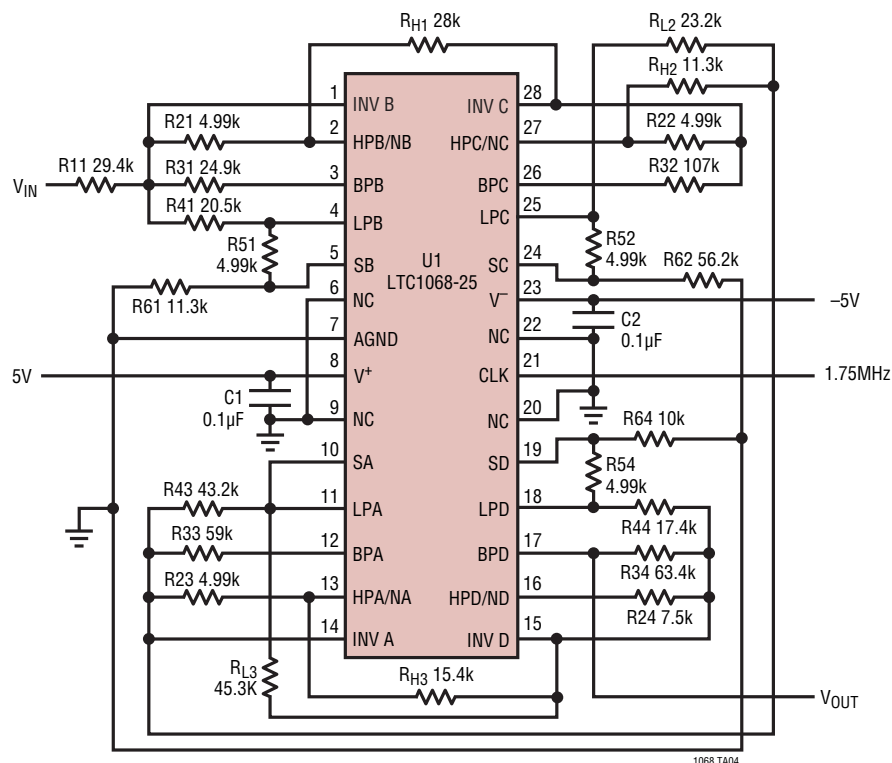 RH1 28k
RL2 23.2k
RH2 11.3k
1
INV B
INV C
28
R21 4.99k
2
HPB/NB
HPC/NC
27
R22 4.99k
R11 29.4k
VIN
R31 24.9k
3
BPB
BPC
26
R32 107k
R41 20.5k
4
LPB
LPC
25
R51
4.99k
R52
4.99k
5
SB
U1
LTC1068-25
SC
24
R62 56.2k
R61 11.3k
6
NC
V–
23
–5V
7
AGND
NC
22
C2
0.1µF
5V
8
V+
CLK
21
1.75MHz
C1
0.1µF
9
NC
NC
20
10
SA
SD
19
R64 10k
R54
4.99k
R43 43.2k
11
LPA
LPD
18
R44 17.4k
R33 59k
12
BPA
BPD
17
R34 63.4k
R23 4.99k
13
HPA/NA
HPD/ND
16
R24 7.5k
14
INV A
INV D
15
RL3
45.3K
RH3 15.4k
VOUT
1068 TA04